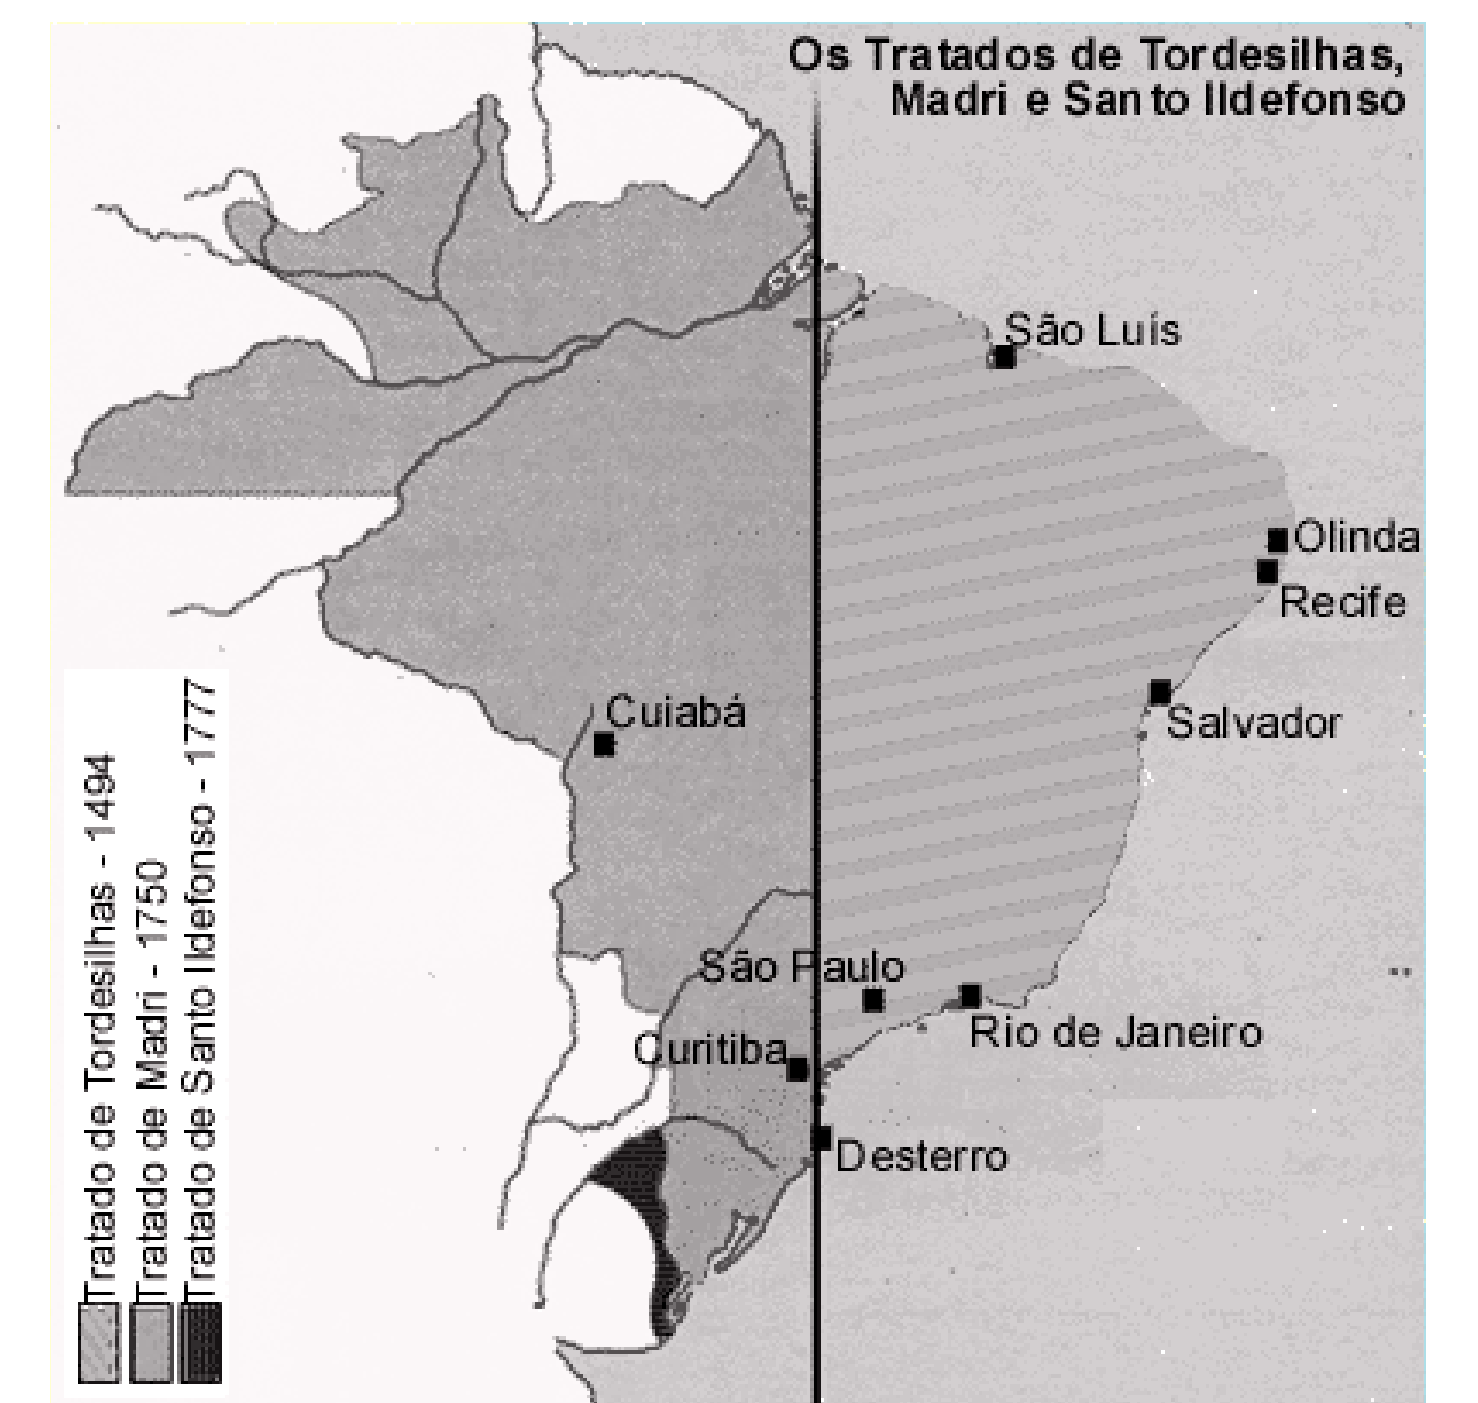 Os Tratados de Tordesilhas,
Madri e Santo Ildefonso
São Luís
Olinda
Recife
Cuiabá
Salvador
São Paulo
Rio de Janeiro
Curitiba
Desterro
Tratado de Tordesilhas - 1494
Tratado de Madri - 1750
Tratado de Santo Ildefonso - 1777